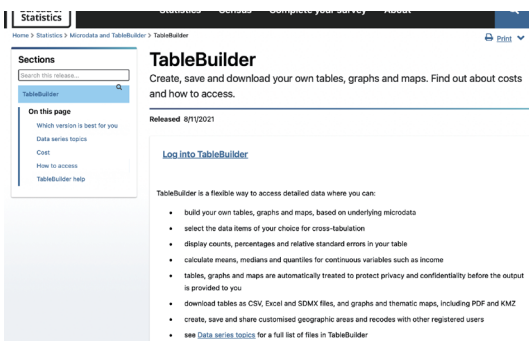 Bureau of
Statistics
Statistics Census Complete your survey About
Home > Statistics > Microdata and TableBuilder > TableBuilder
Print
Sections
Search this release...
TableBuilder
On this page
Which version is best for you
Data series topics
Cost
How to access
TableBuilder help
TableBuilder
Create, save and download your own tables, graphs and maps. Find out about costs
and how to access.
Released 8/11/2021
Log into TableBuilder
TableBuilder is a flexible way to access detailed data where you can:
• build your own tables, graphs and maps, based on underlying microdata
• select the data items of your choice for cross-tabulation
• display counts, percentages and relative standard errors in your table
• calculate means, medians and quantiles for continuous variables such as income
• tables, graphs and maps are automatically treated to protect privacy and confidentiality before the output
is provided to you
• download tables as CSV, Excel and SDMX files, and graphs and thematic maps, including PDF and KMZ
• create, save and share customised geographic areas and recodes with other registered users
• see Data series topics for a full list of files in TableBuilder